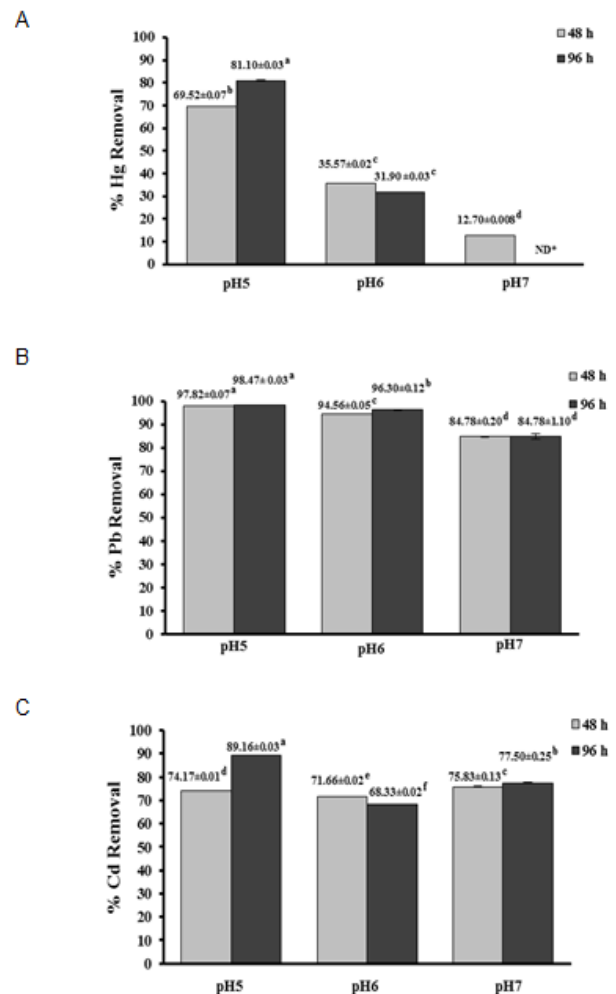 A
100
90
80
70
60
50
40
30
20
10
0
% Hg Removal
69.52±0.07ᵇ
81.10±0.03ᵃ
35.57±0.02ᶜ
31.90±0.03ᶜ
12.70±0.008ᵈ
ND*
48 h
96 h
pH5 pH6 pH7
B
100
90
80
70
60
50
40
30
20
10
0
% Pb Removal
97.82±0.07ᵃ
98.47±0.03ᵃ
94.56±0.05ᶜ
96.30±0.12ᵇ
84.78±0.20ᵈ
84.78±1.10ᵈ
48 h
96 h
pH5 pH6 pH7
C
100
90
80
70
60
50
40
30
20
10
0
% Cd Removal
74.17±0.01ᵈ
89.16±0.03ᵃ
71.66±0.02ᵉ
68.33±0.02ᶠ
75.83±0.13ᶜ
77.50±0.25ᵇ
48 h
96 h
pH5 pH6 pH7